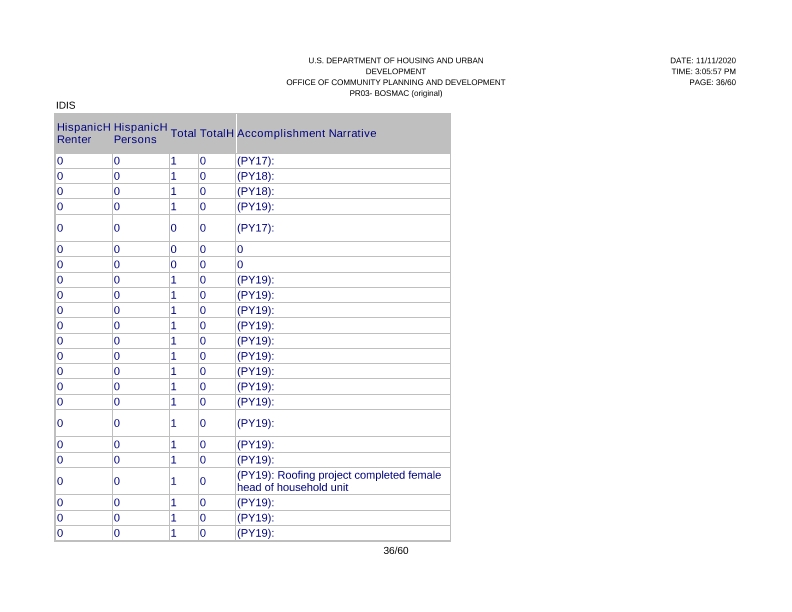 U.S. DEPARTMENT OF HOUSING AND URBAN
DEVELOPMENT
OFFICE OF COMMUNITY PLANNING AND DEVELOPMENT
PR03- BOSMAC (original)
DATE: 11/11/2020
TIME: 3:05:57 PM
PAGE: 36/60
IDIS
HispanicH Renter HispanicH Persons Total TotalH Accomplishment Narrative
0 0 1 0 (PY17):
0 0 1 0 (PY18):
0 0 1 0 (PY18):
0 0 1 0 (PY19):
0 0 0 0 (PY17):
0 0 0 0 0
0 0 0 0 0
0 0 1 0 (PY19):
0 0 1 0 (PY19):
0 0 1 0 (PY19):
0 0 1 0 (PY19):
0 0 1 0 (PY19):
0 0 1 0 (PY19):
0 0 1 0 (PY19):
0 0 1 0 (PY19):
0 0 1 0 (PY19):
0 0 1 0 (PY19):
0 0 1 0 (PY19):
0 0 1 0 (PY19):
0 0 1 0 (PY19): Roofing project completed female
head of household unit
0 0 1 0 (PY19):
0 0 1 0 (PY19):
0 0 1 0 (PY19):
36/60